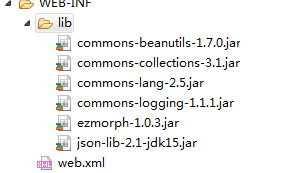 WEB-INF
lib
commons-beanutils-1.7.0.jar
commons-collections-3.1.jar
commons-lang-2.5.jar
commons-logging-1.1.1.jar
ezmorph-1.0.3.jar
json-lib-2.1-jdk15.jar
web.xml